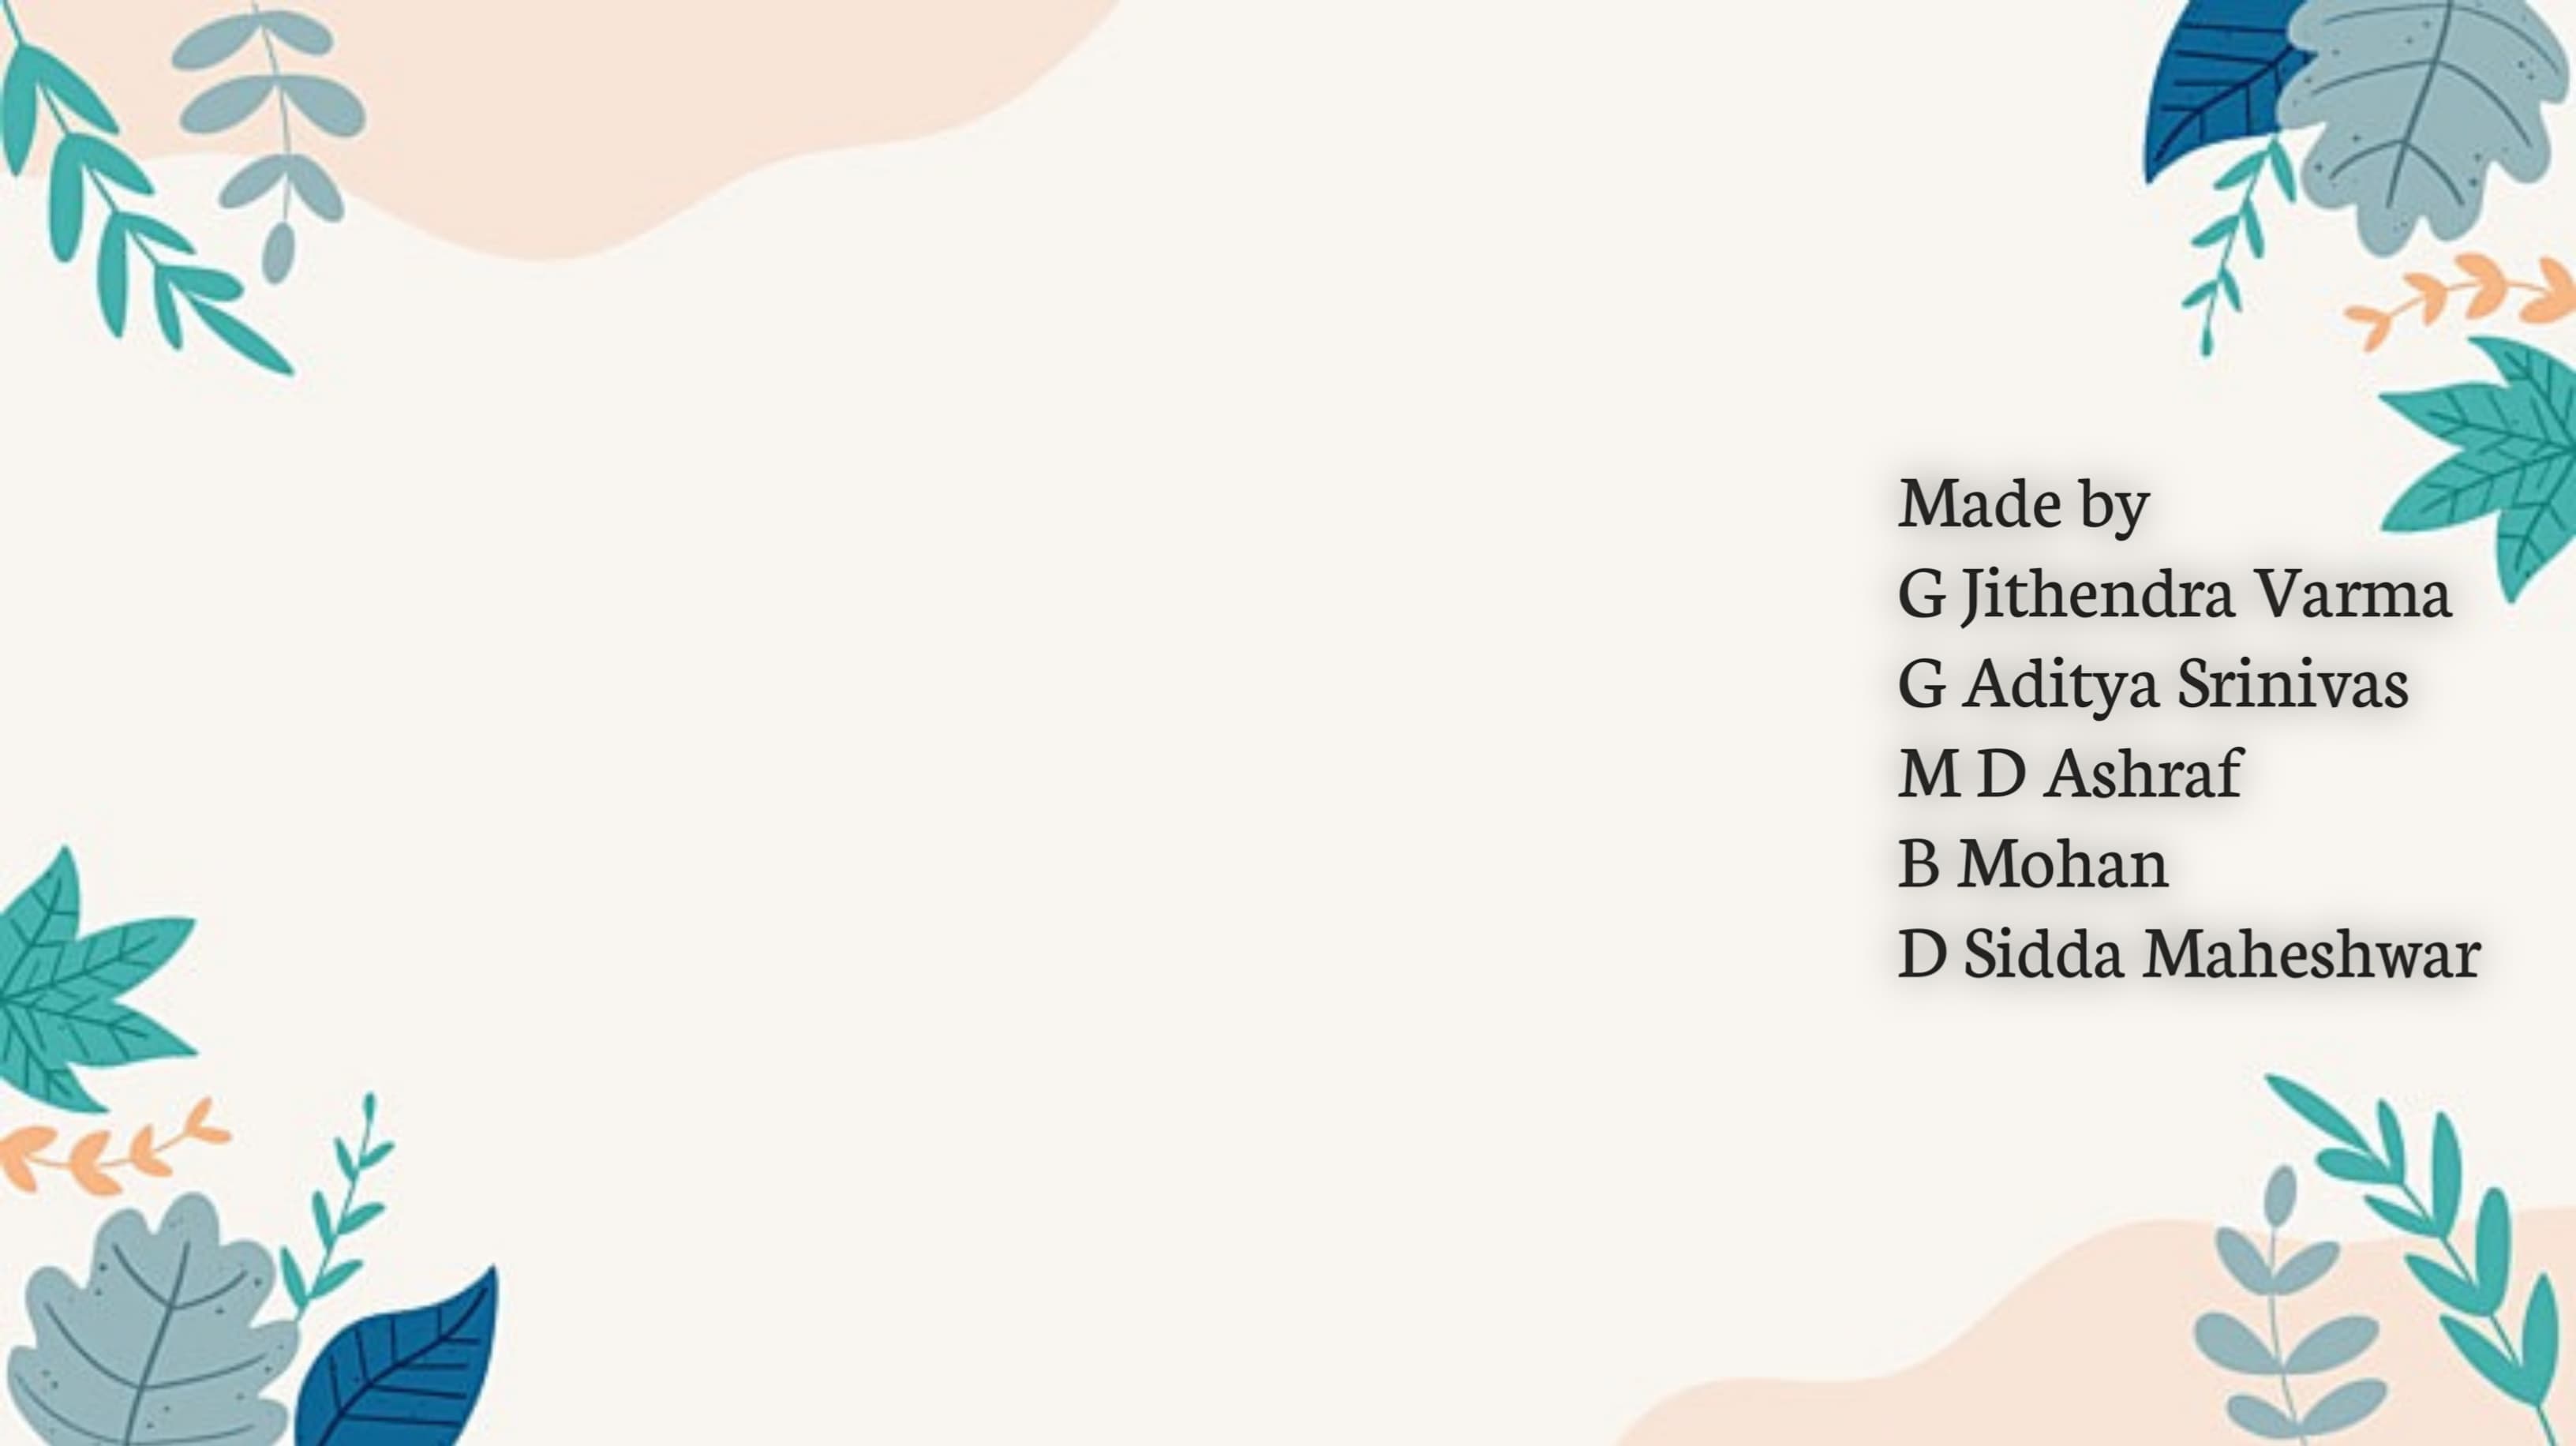 Made by
G Jithendra Varma
G Aditya Srinivas
M D Ashraf
B Mohan
D Sidda Maheshwar